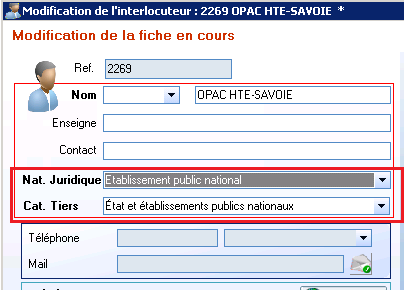 Modification de l'interlocuteur : 2269 OPAC HTE-SAVOIE *
Modification de la fiche en cours
Ref. 2269
Nom OPAC HTE-SAVOIE
Enseigne
Contact
Nat. Juridique Etablissement public national
Cat. Tiers État et établissements publics nationaux
Téléphone
Mail